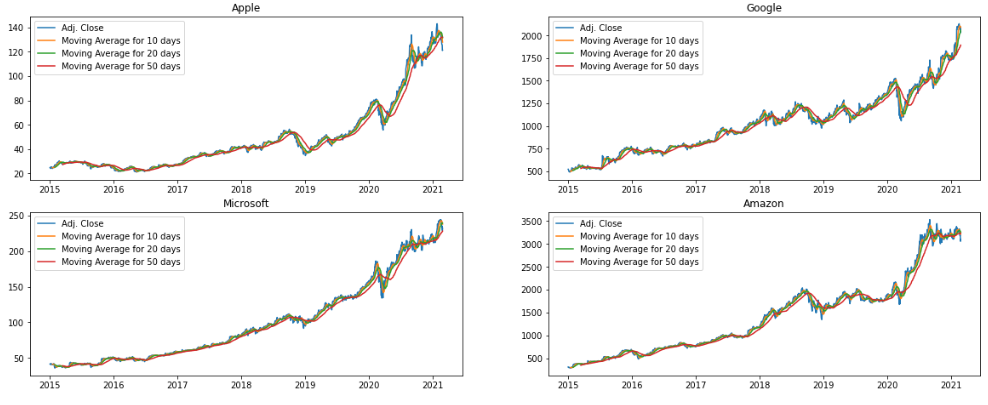 Apple
Adj. Close
Moving Average for 10 days
Moving Average for 20 days
Moving Average for 50 days
140
120
100
80
60
40
20
2015 2016 2017 2018 2019 2020 2021
Google
Adj. Close
Moving Average for 10 days
Moving Average for 20 days
Moving Average for 50 days
2000
1750
1500
1250
1000
750
500
2015 2016 2017 2018 2019 2020 2021
Microsoft
Adj. Close
Moving Average for 10 days
Moving Average for 20 days
Moving Average for 50 days
250
200
150
100
50
2015 2016 2017 2018 2019 2020 2021
Amazon
Adj. Close
Moving Average for 10 days
Moving Average for 20 days
Moving Average for 50 days
3500
3000
2500
2000
1500
1000
500
2015 2016 2017 2018 2019 2020 2021